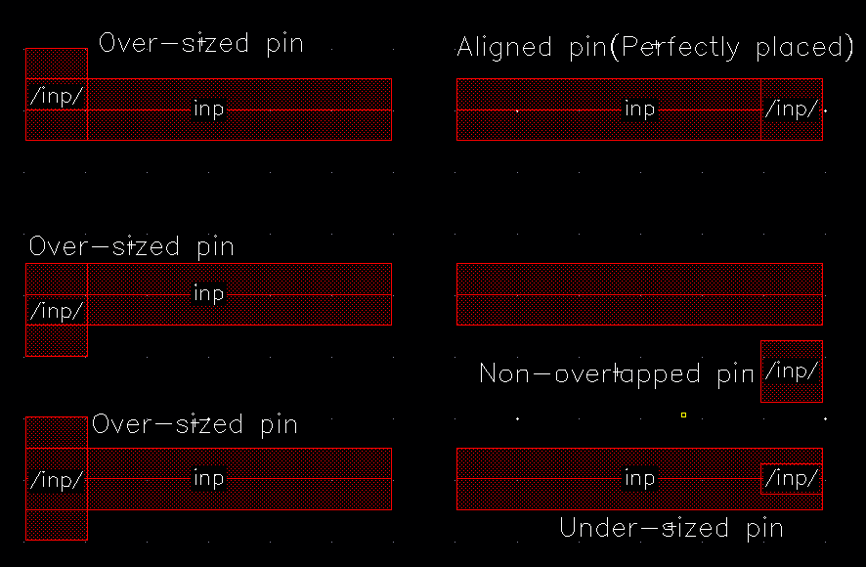 Over-sized pin
/inp/
inp
Aligned pin(Perfectly placed)
inp
/inp/
Over-sized pin
/inp/
inp
Non-overtapped pin
/inp/
Over-sized pin
/inp/
inp
inp
/inp/
Under-sized pin